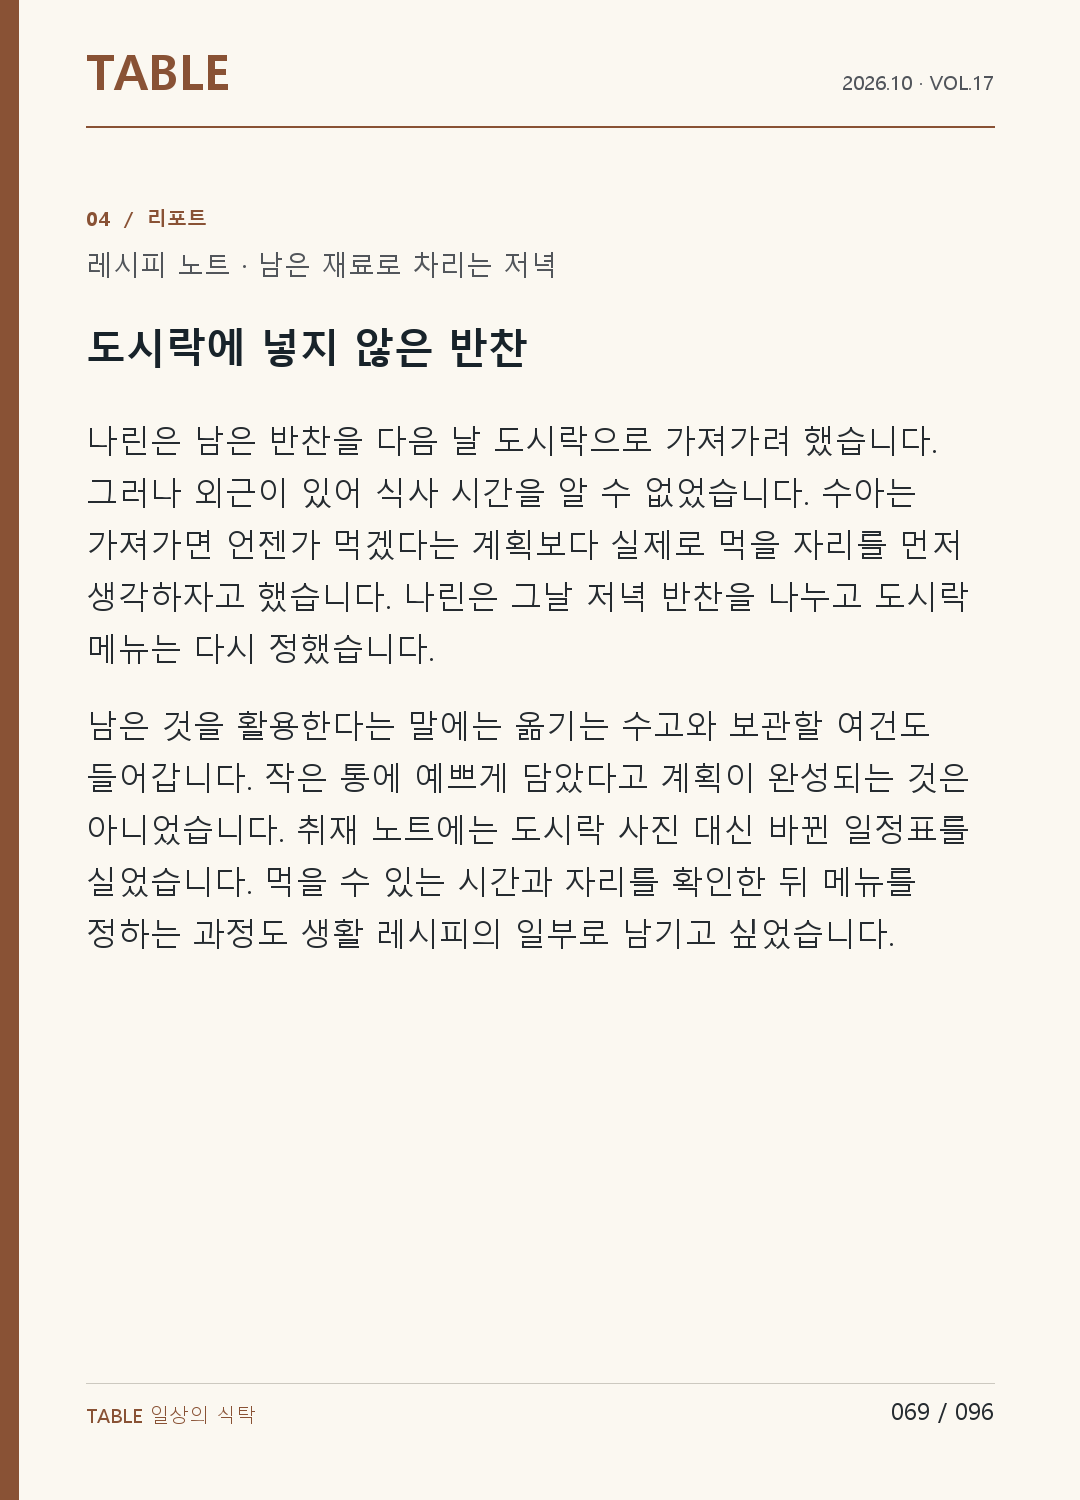 TABLE
2026.10 · VOL.17
04 / 리포트
레시피 노트 · 남은 재료로 차리는 저녁
도시락에 넣지 않은 반찬
나린은 남은 반찬을 다음 날 도시락으로 가져가려 했습니다.
그러나 외근이 있어 식사 시간을 알 수 없었습니다. 수아는
가져가면 언젠가 먹겠다는 계획보다 실제로 먹을 자리를 먼저
생각하자고 했습니다. 나린은 그날 저녁 반찬을 나누고 도시락
메뉴는 다시 정했습니다.
남은 것을 활용한다는 말에는 옮기는 수고와 보관할 여건도
들어갑니다. 작은 통에 예쁘게 담았다고 계획이 완성되는 것은
아니었습니다. 취재 노트에는 도시락 사진 대신 바뀐 일정표를
실었습니다. 먹을 수 있는 시간과 자리를 확인한 뒤 메뉴를
정하는 과정도 생활 레시피의 일부로 남기고 싶었습니다.
TABLE 일상의 식탁
069 / 096